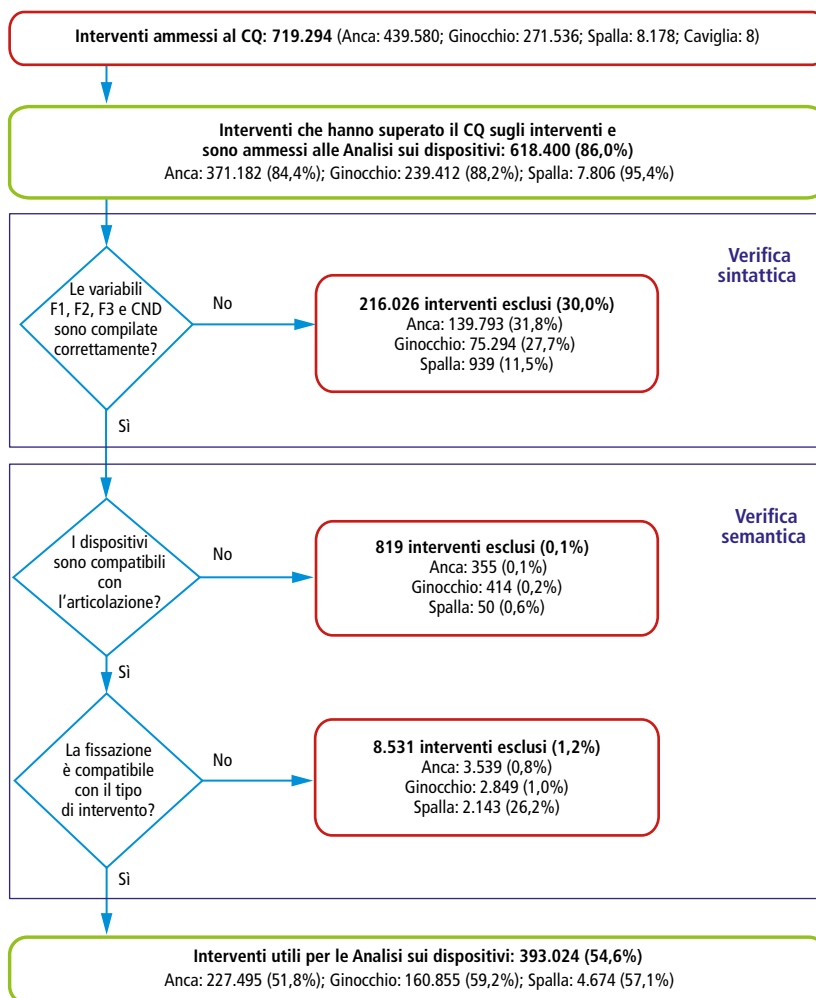 Interventi ammessi al CQ: 719.294 (Anca: 439.580; Ginocchio: 271.536; Spalla: 8.178; Caviglia: 8)
Interventi che hanno superato il CQ sugli interventi e
sono ammessi alle Analisi sui dispositivi: 618.400 (86,0%)
Anca: 371.182 (84,4%); Ginocchio: 239.412 (88,2%); Spalla: 7.806 (95,4%)
Verifica
sintattica
Le variabili
F1, F2, F3 e CND
sono compilate
correttamente?
No
216.026 interventi esclusi (30,0%)
Anca: 139.793 (31,8%)
Ginocchio: 75.294 (27,7%)
Spalla: 939 (11,5%)
Sì
Verifica
semantica
I dispositivi
sono compatibili
con
l'articolazione?
No
819 interventi esclusi (0,1%)
Anca: 355 (0,1%)
Ginocchio: 414 (0,2%)
Spalla: 50 (0,6%)
Sì
La fissazione
è compatibile
con il tipo
di intervento?
No
8.531 interventi esclusi (1,2%)
Anca: 3.539 (0,8%)
Ginocchio: 2.849 (1,0%)
Spalla: 2.143 (26,2%)
Sì
Interventi utili per le Analisi sui dispositivi: 393.024 (54,6%)
Anca: 227.495 (51,8%); Ginocchio: 160.855 (59,2%); Spalla: 4.674 (57,1%)